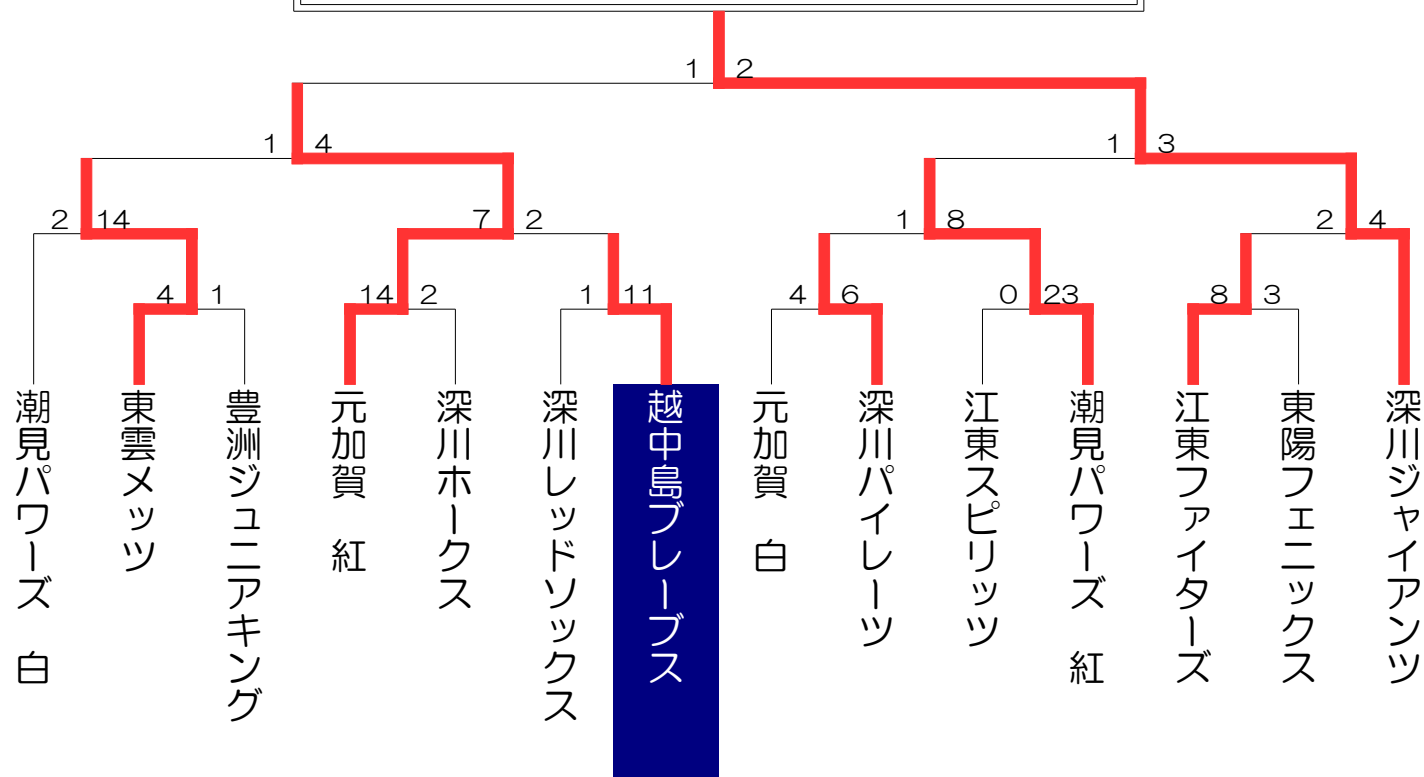 1 2
1 4 1 3
2 14 7 2 1 8 2 4
4 1 14 2 1 11 4 6 0 23 8 3
潮見パワーズ 白
東雲メッツ
豊洲ジュニアキング
元加賀 紅
深川ホークス
深川レッドソックス
越中島ブレーブス
元加賀 白
深川パイレーツ
江東スピリッツ
潮見パワーズ 紅
江東ファイターズ
東陽フェニックス
深川ジャイアンツ